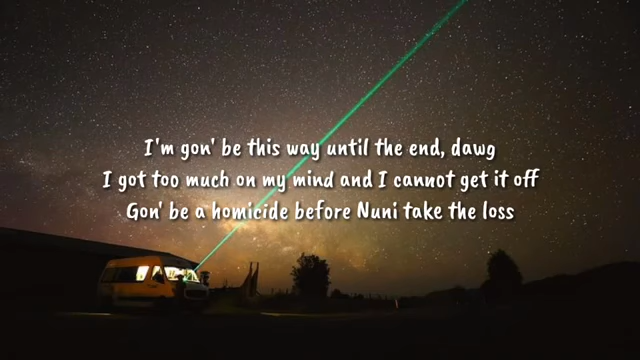 I'm gon' be this way until the end, dawg
I got too much on my mind and I cannot get it off
Gon' be a homicide before Nuni take the loss